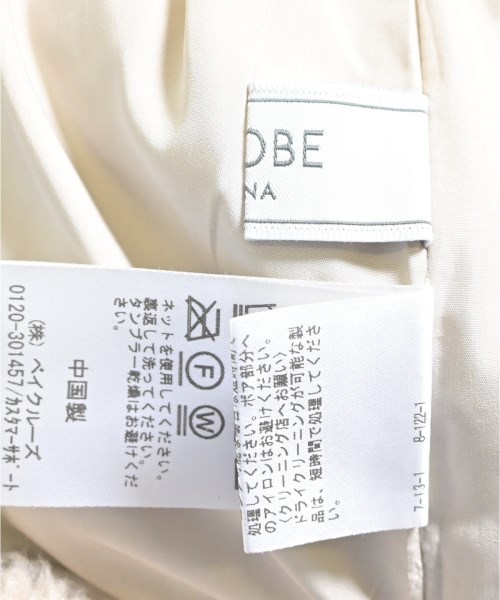 OBE
NA
ネットを使用してください。
裏返して洗ってください。
タンブラー乾燥はお避けくだ
さい。
中国製
(株) ベイクルーズ
0120-301457/カスタマーサポート
F
W
処理してください。ボア部分へ
のアイロンはお避けください。
〈クリーニング店へお願い〉
ドライクリーニングが可能な製
品は、短時間で処理してくださ
い。
7-13-1 8-122-1